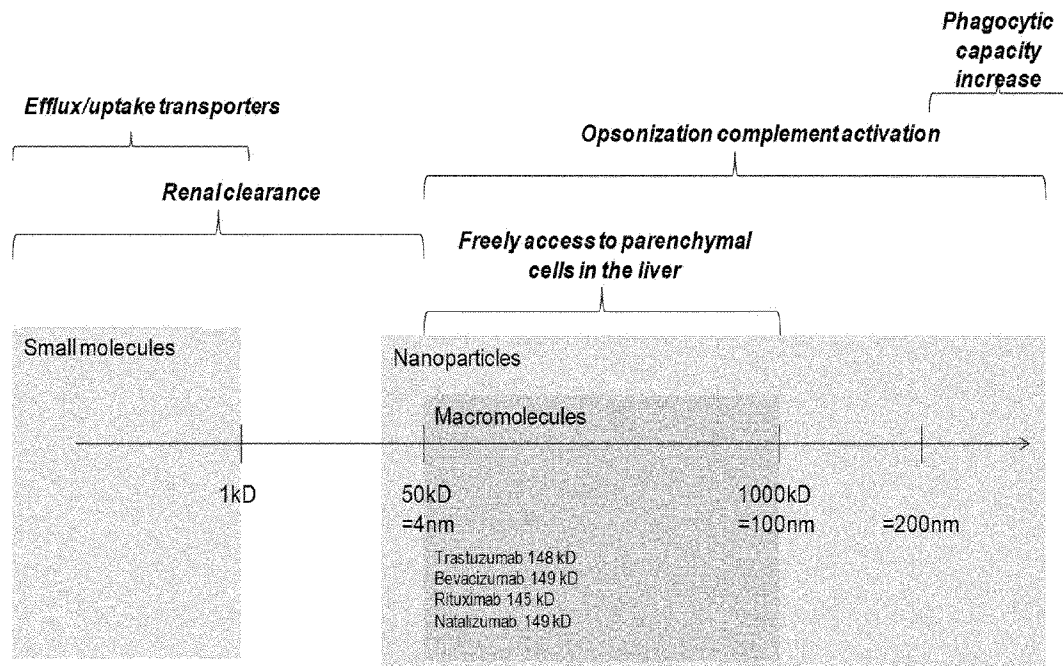 Phagocytic
capacity
increase
Efflux/uptake transporters
Opsonization complement activation
Renal clearance
Freely access to parenchymal
cells in the liver
Small molecules
Nanoparticles
Macromolecules
1kD
50kD
=4nm
1000kD
=100nm
=200nm
Trastuzumab 148 kD
Bevacizumab 149 kD
Rituximab 145 kD
Natalizumab 149 kD